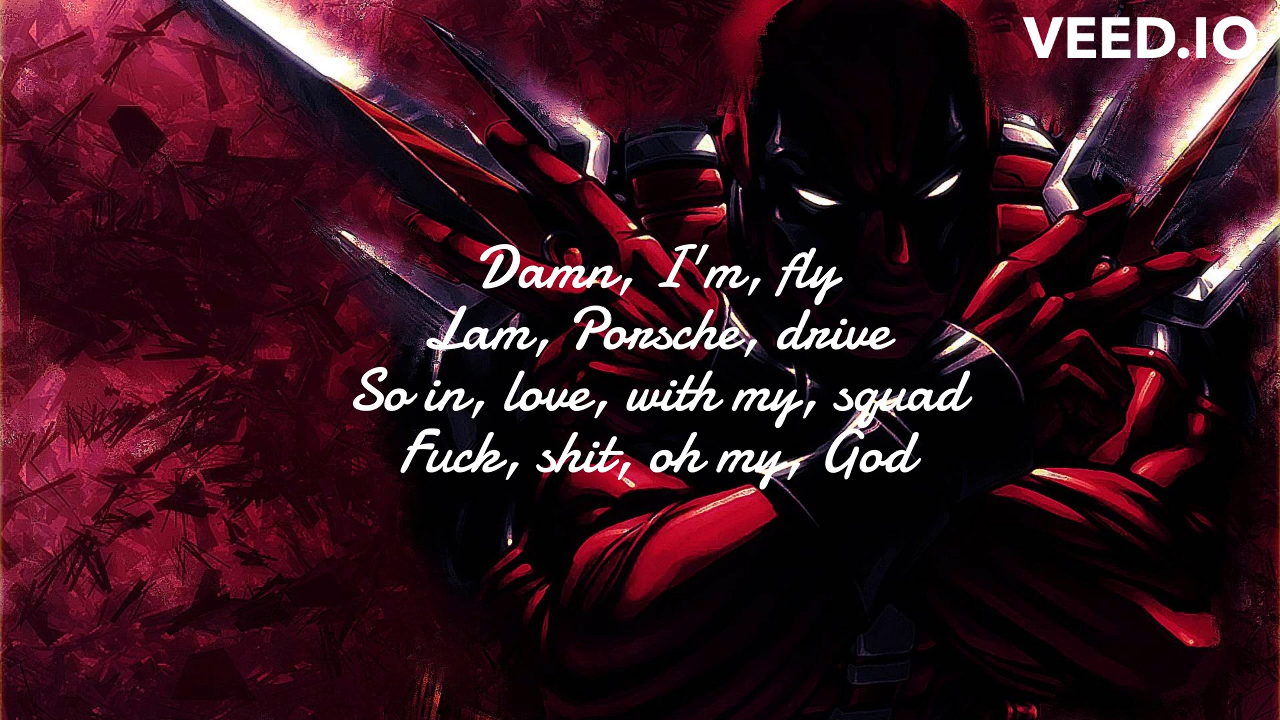 VEED.IO
Damn, I'm, fly
Lam, Porsche, drive
So in, love, with my, squad
Fuck, shit, oh my, God